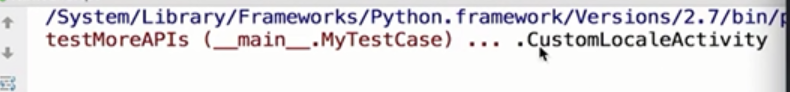 /System/Library/Frameworks/Python.framework/Versions/2.7/bin/
testMoreAPIs (__main__.MyTestCase) ... .CustomLocaleActivity